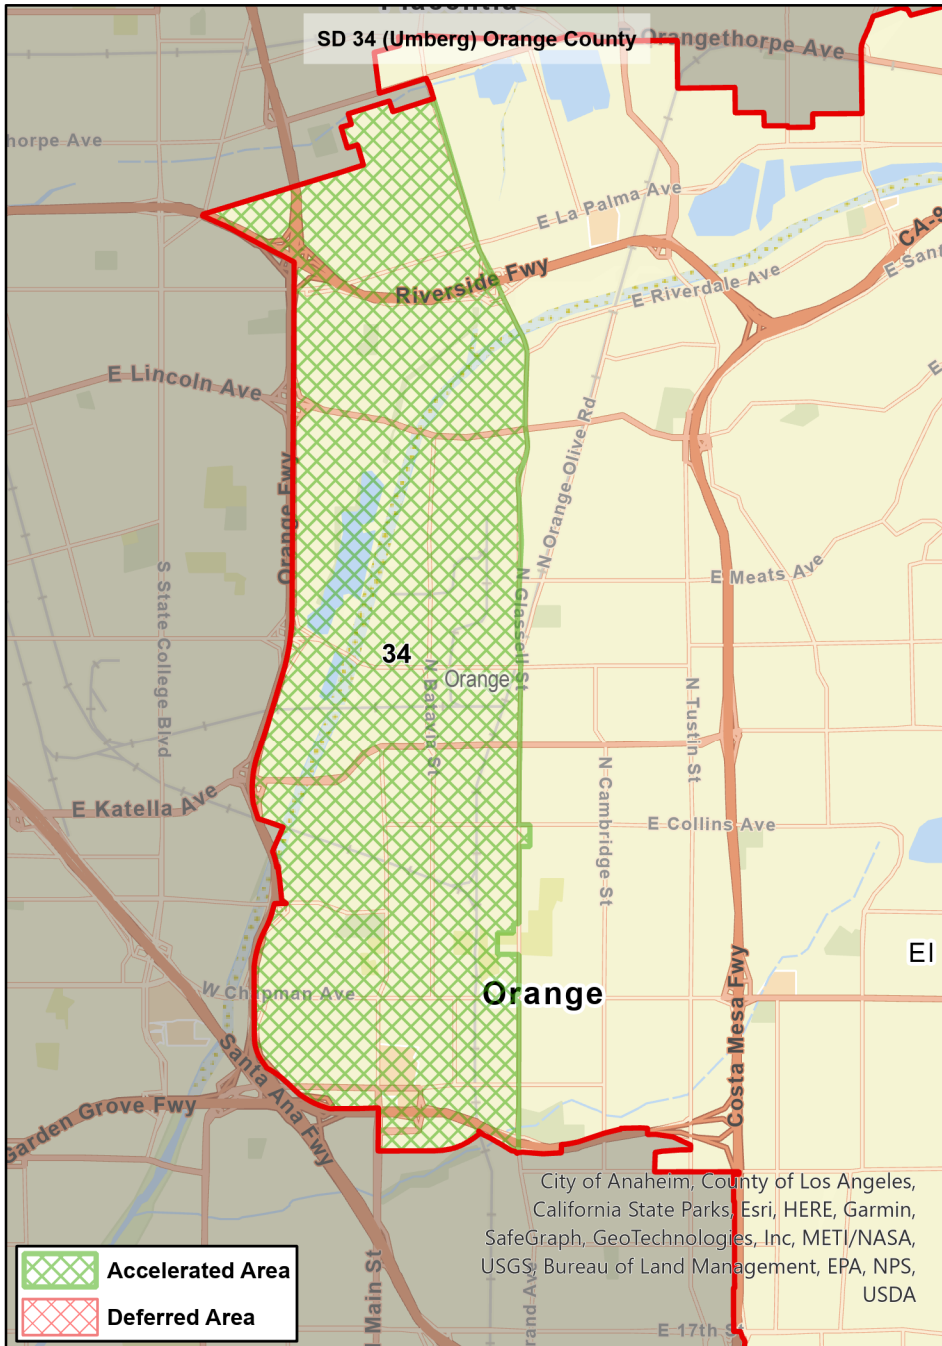 Placentia
SD 34 (Umberg) Orange County
Orangethorpe Ave
horpe Ave
E La Palma Ave
CA-9
E Sant
Riverside Fwy
E Riverdale Ave
E Lincoln Ave
N Orange Olive Rd
Orange Fwy
S State College Blvd
N Glassell St
E Meats Ave
34
Orange
N Batavia St
N Tustin St
E Katella Ave
N Cambridge St
E Collins Ave
El
Orange
W Chapman Ave
Costa Mesa Fwy
Santa Ana Fwy
Garden Grove Fwy
City of Anaheim, County of Los Angeles,
California State Parks, Esri, HERE, Garmin,
SafeGraph, GeoTechnologies, Inc, METI/NASA,
USGS, Bureau of Land Management, EPA, NPS,
USDA
Accelerated Area
Deferred Area
Main St
rand Ave
E 17th St